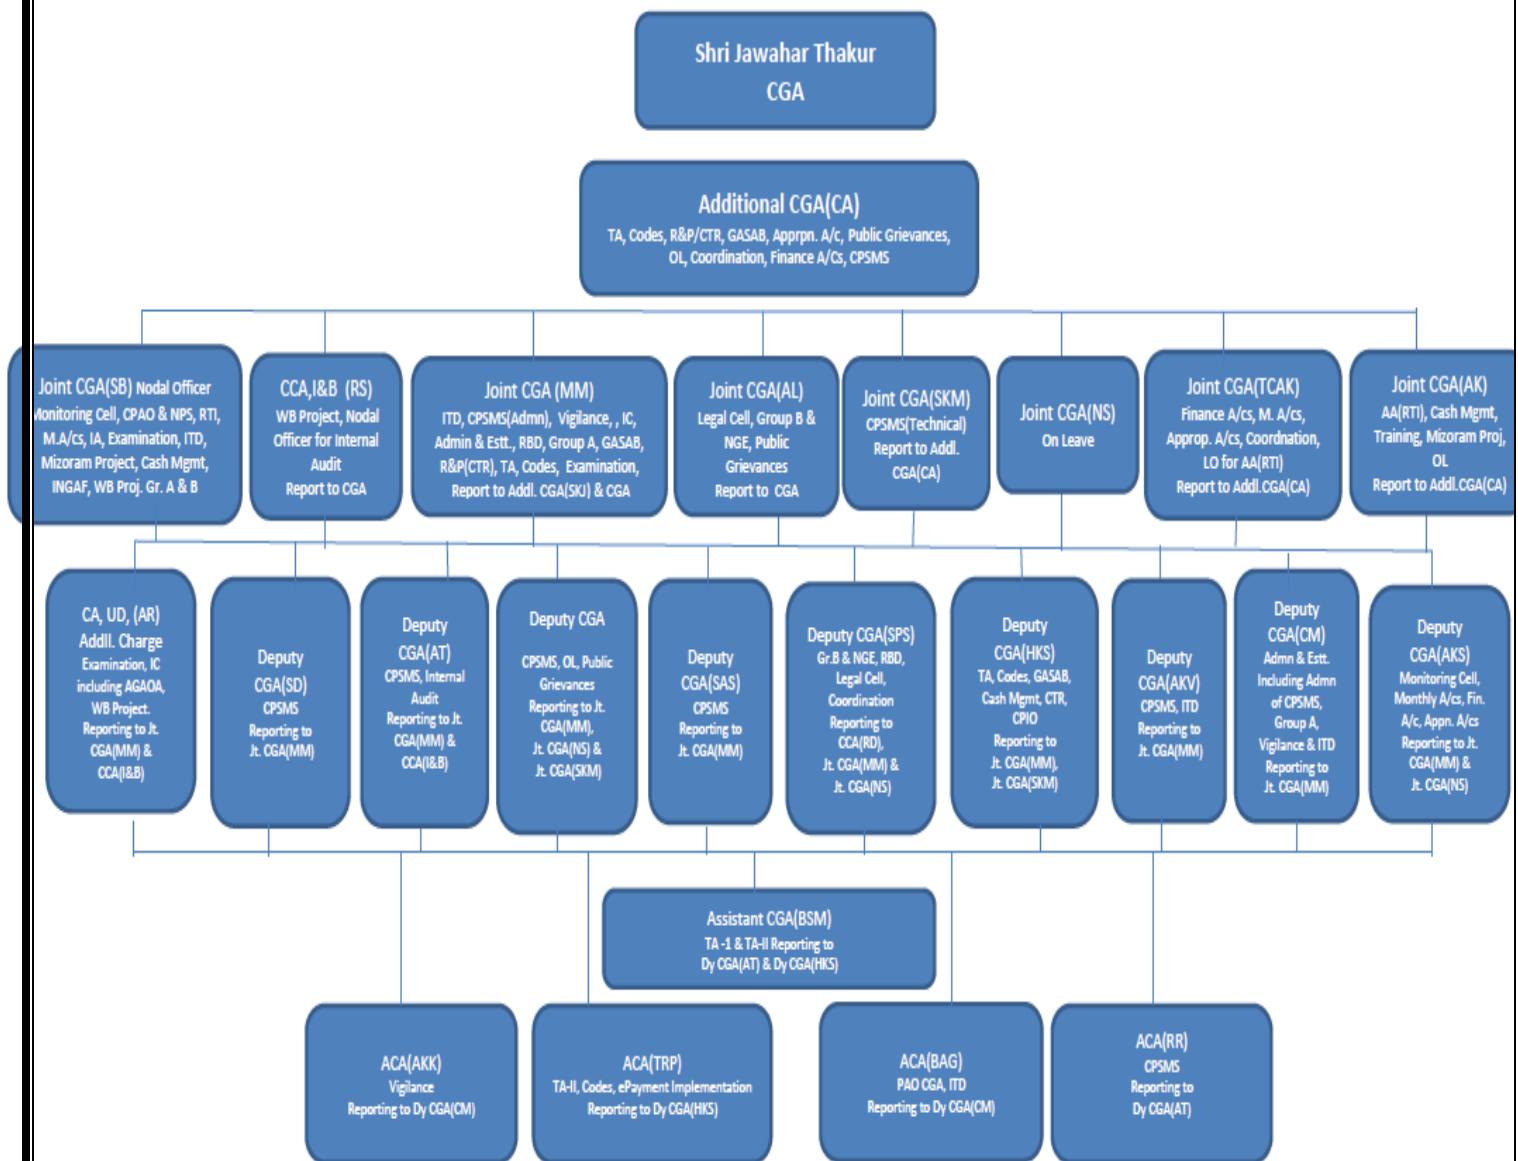 Shri Jawahar Thakur
CGA
Additional CGA(CA)
TA, Codes, R&P/CTR, GASAB, Apprpn. A/c, Public Grievances,
OL, Coordination, Finance A/Cs, CPSMS
Joint CGA(SB) Nodal Officer
Monitoring Cell, CPAO & NPS, RTI,
M.A/cs, IA, Examination, ITD,
Mizoram Project, Cash Mgmt,
INGAF, WB Proj. Gr. A & B
CCA,I&B (RS)
WB Project, Nodal
Officer for Internal
Audit
Report to CGA
Joint CGA (MM)
ITD, CPSMS(Admn), Vigilance, , IC,
Admin & Estt., RBD, Group A, GASAB,
R&P(CTR), TA, Codes, Examination,
Report to Addl. CGA(SKJ) & CGA
Joint CGA(AL)
Legal Cell, Group B &
NGE, Public
Grievances
Report to CGA
Joint CGA(SKM)
CPSMS(Technical)
Report to Addl.
CGA(CA)
Joint CGA(NS)
On Leave
Joint CGA(TCAK)
Finance A/cs, M. A/cs,
Approp. A/cs, Coordnation,
LO for AA(RTI)
Report to Addl.CGA(CA)
Joint CGA(AK)
AA(RTI), Cash Mgmt,
Training, Mizoram Proj,
OL
Report to Addl.CGA(CA)
CA, UD, (AR)
Addll. Charge
Examination, IC
including AGAOA,
WB Project.
Reporting to Jt.
CGA(MM) &
CCA(I&B)
Deputy
CGA(SD)
CPSMS
Reporting to
Jt. CGA(MM)
Deputy
CGA(AT)
CPSMS, Internal
Audit
Reporting to Jt.
CGA(MM) &
CCA(I&B)
Deputy CGA
CPSMS, OL, Public
Grievances
Reporting to Jt.
CGA(MM),
Jt. CGA(NS) &
Jt. CGA(SKM)
Deputy
CGA(SAS)
CPSMS
Reporting to
Jt. CGA(MM)
Deputy CGA(SPS)
Gr.B & NGE, RBD,
Legal Cell,
Coordination
Reporting to
CCA(RD),
Jt. CGA(MM) &
Jt. CGA(NS)
Deputy
CGA(HKS)
TA, Codes, GASAB,
Cash Mgmt, CTR,
CPIO
Reporting to
Jt. CGA(MM),
Jt. CGA(SKM)
Deputy
CGA(AKV)
CPSMS, ITD
Reporting to
Jt. CGA(MM)
Deputy
CGA(CM)
Admn & Estt.
Including Admn
of CPSMS,
Group A,
Vigilance & ITD
Reporting to
Jt. CGA(MM)
Deputy
CGA(AKS)
Monitoring Cell,
Monthly A/cs, Fin.
A/c, Appn. A/cs
Reporting to Jt.
CGA(MM) &
Jt. CGA(NS)
Assistant CGA(BSM)
TA -1 & TA-II Reporting to
Dy CGA(AT) & Dy CGA(HKS)
ACA(AKK)
Vigilance
Reporting to Dy CGA(CM)
ACA(TRP)
TA-II, Codes, ePayment Implementation
Reporting to Dy CGA(HKS)
ACA(BAG)
PAO CGA, ITD
Reporting to Dy CGA(CM)
ACA(RR)
CPSMS
Reporting to
Dy CGA(AT)